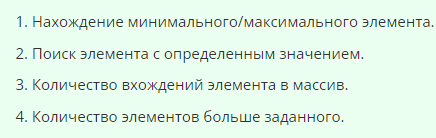 1. Нахождение минимального/максимального элемента.
2. Поиск элемента с определенным значением.
3. Количество вхождений элемента в массив.
4. Количество элементов больше заданного.